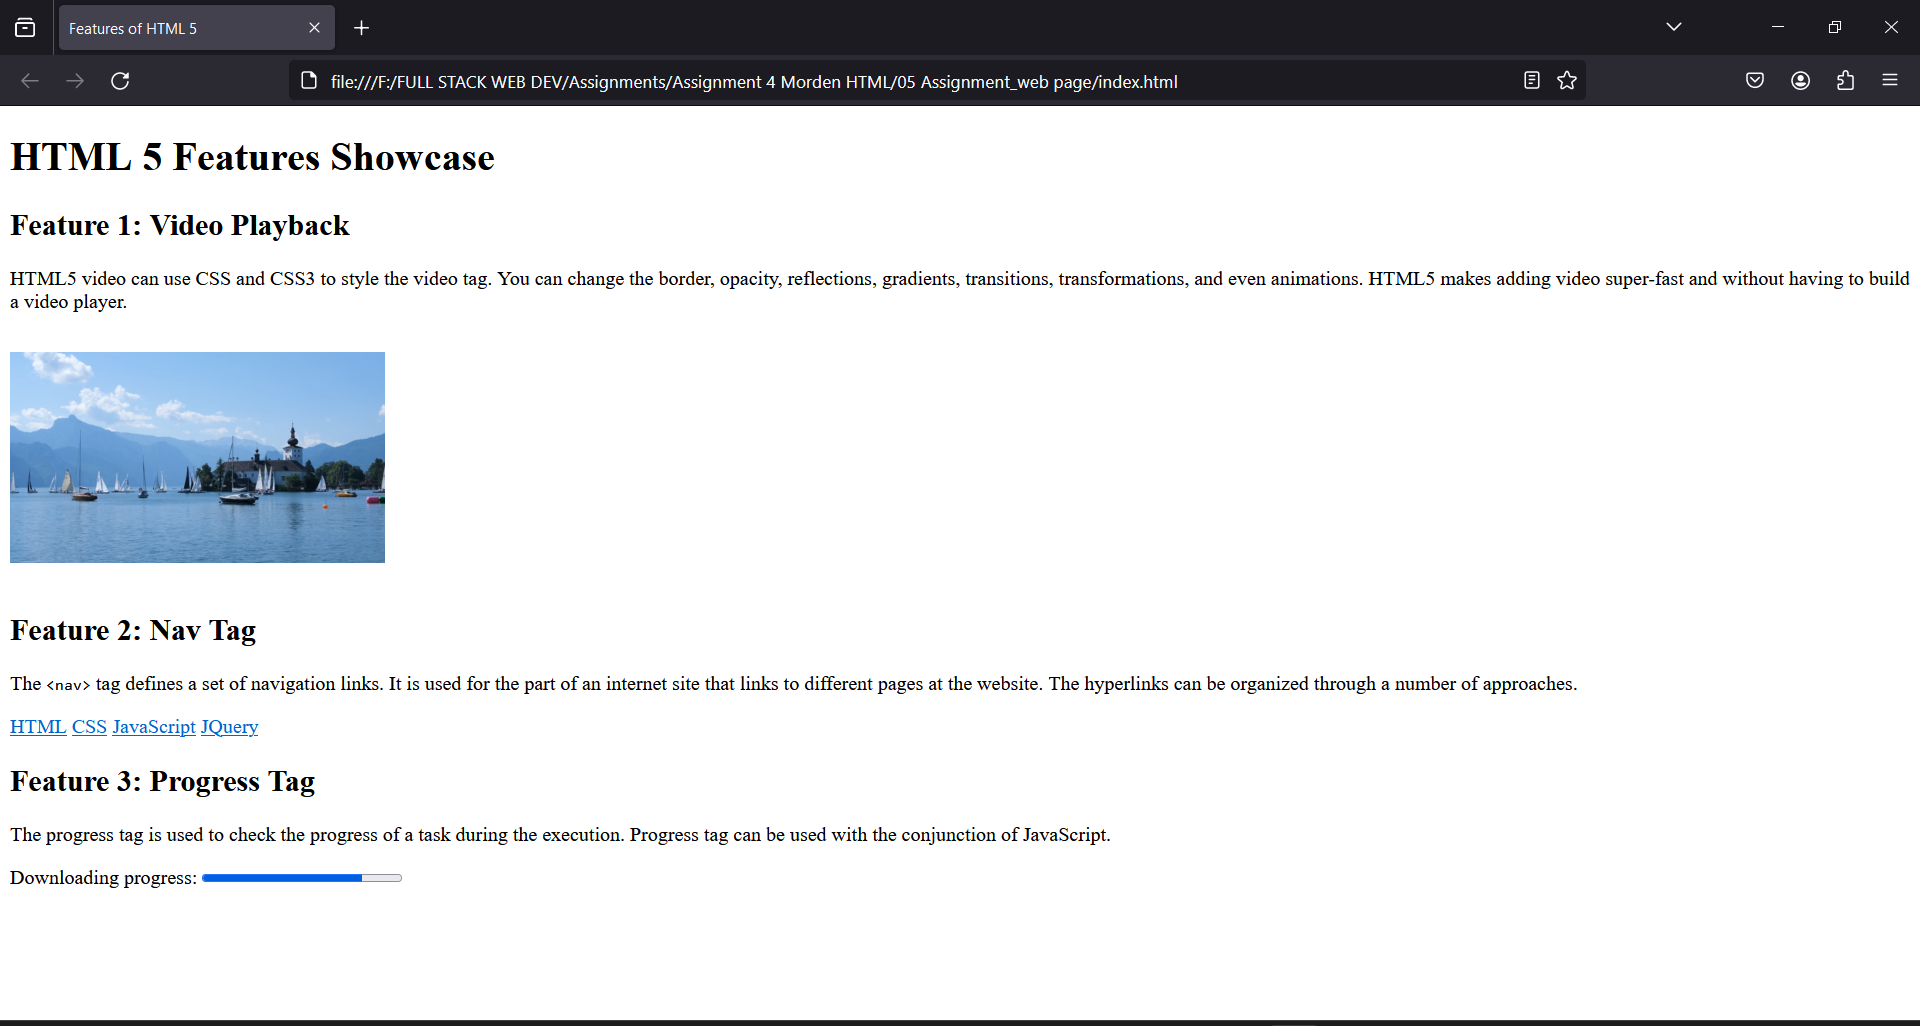 Features of HTML 5
file:///F:/FULL STACK WEB DEV/Assignments/Assignment 4 Morden HTML/05 Assignment_web page/index.html
HTML 5 Features Showcase
Feature 1: Video Playback
HTML5 video can use CSS and CSS3 to style the video tag. You can change the border, opacity, reflections, gradients, transitions, transformations, and even animations. HTML5 makes adding video super-fast and without having to build
a video player.
Feature 2: Nav Tag
The <nav> tag defines a set of navigation links. It is used for the part of an internet site that links to different pages at the website. The hyperlinks can be organized through a number of approaches.
HTML CSS JavaScript JQuery
Feature 3: Progress Tag
The progress tag is used to check the progress of a task during the execution. Progress tag can be used with the conjunction of JavaScript.
Downloading progress: